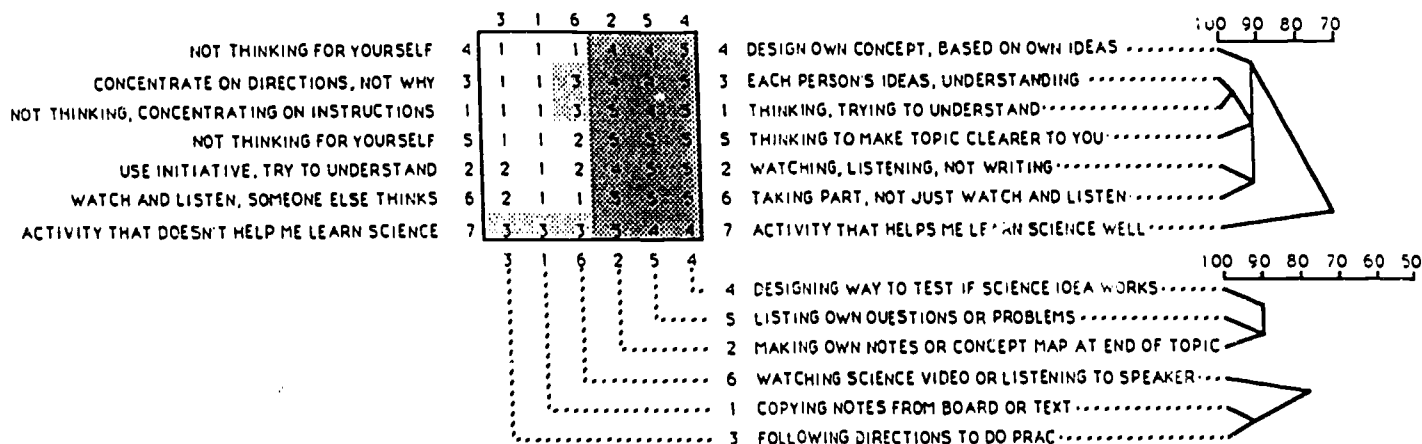 3 1 6 2 5 4
100 90 80 70
NOT THINKING FOR YOURSELF 4 1 1 1 4 4 5 4 DESIGN OWN CONCEPT, BASED ON OWN IDEAS
CONCENTRATE ON DIRECTIONS, NOT WHY 3 1 1 3 3 EACH PERSON'S IDEAS, UNDERSTANDING
NOT THINKING, CONCENTRATING ON INSTRUCTIONS 1 1 1 3 1 THINKING, TRYING TO UNDERSTAND
NOT THINKING FOR YOURSELF 5 1 1 2 5 5 5 5 THINKING TO MAKE TOPIC CLEARER TO YOU
USE INITIATIVE, TRY TO UNDERSTAND 2 2 1 2 2 WATCHING, LISTENING, NOT WRITING
WATCH AND LISTEN, SOMEONE ELSE THINKS 6 2 1 1 5 5 5 6 TAKING PART, NOT JUST WATCH AND LISTEN
ACTIVITY THAT DOESN'T HELP ME LEARN SCIENCE 7 3 3 3 4 4 7 ACTIVITY THAT HELPS ME LEARN SCIENCE WELL
3 1 6 2 5 4
100 90 80 70 60 50
4 DESIGNING WAY TO TEST IF SCIENCE IDEA WORKS
5 LISTING OWN QUESTIONS OR PROBLEMS
2 MAKING OWN NOTES OR CONCEPT MAP AT END OF TOPIC
6 WATCHING SCIENCE VIDEO OR LISTENING TO SPEAKER
1 COPYING NOTES FROM BOARD OR TEXT
3 FOLLOWING DIRECTIONS TO DO PRAC